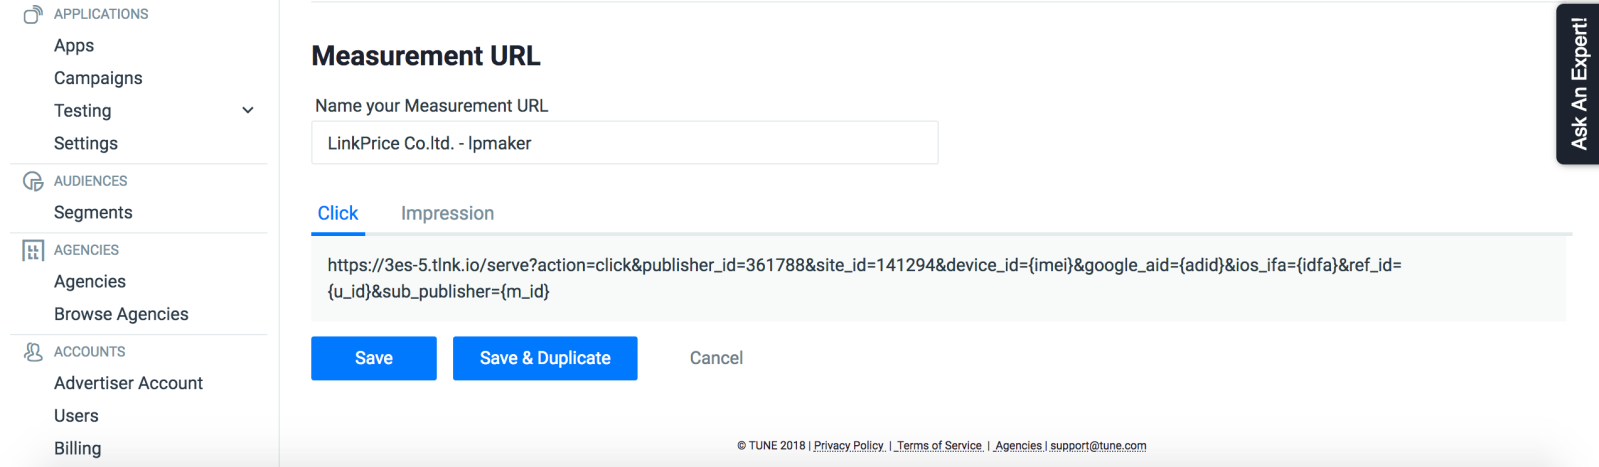 APPLICATIONS
Apps
Campaigns
Testing
Settings
AUDIENCES
Segments
AGENCIES
Agencies
Browse Agencies
ACCOUNTS
Advertiser Account
Users
Billing
Measurement URL
Name your Measurement URL
LinkPrice Co.ltd. - lpmaker
Click Impression
https://3es-5.tlnk.io/serve?action=click&publisher_id=361788&site_id=141294&device_id={imei}&google_aid={adid}&ios_ifa={idfa}&ref_id=
{u_id}&sub_publisher={m_id}
Save Save & Duplicate Cancel
© TUNE 2018 | Privacy Policy | Terms of Service | Agencies | support@tune.com
Ask An Expert!